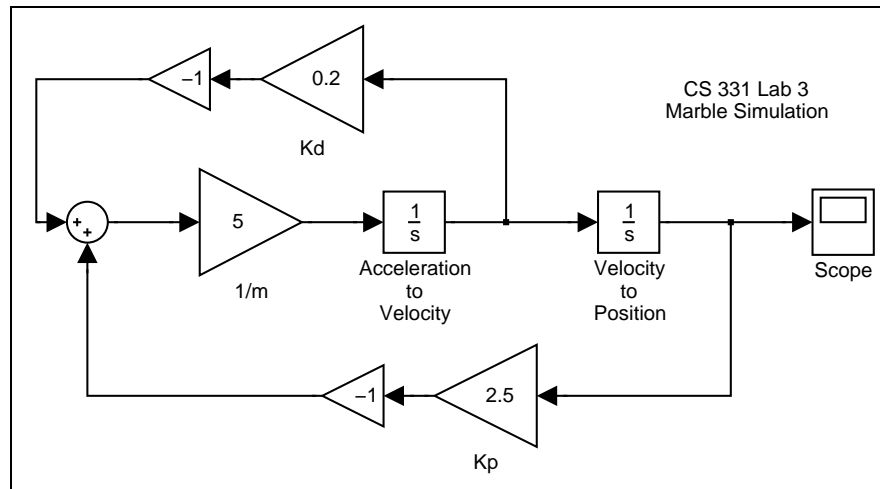 –1
0.2
Kd
CS 331 Lab 3
Marble Simulation
+
+
5
1/m
1
s
Acceleration
to
Velocity
1
s
Velocity
to
Position
Scope
–1
2.5
Kp